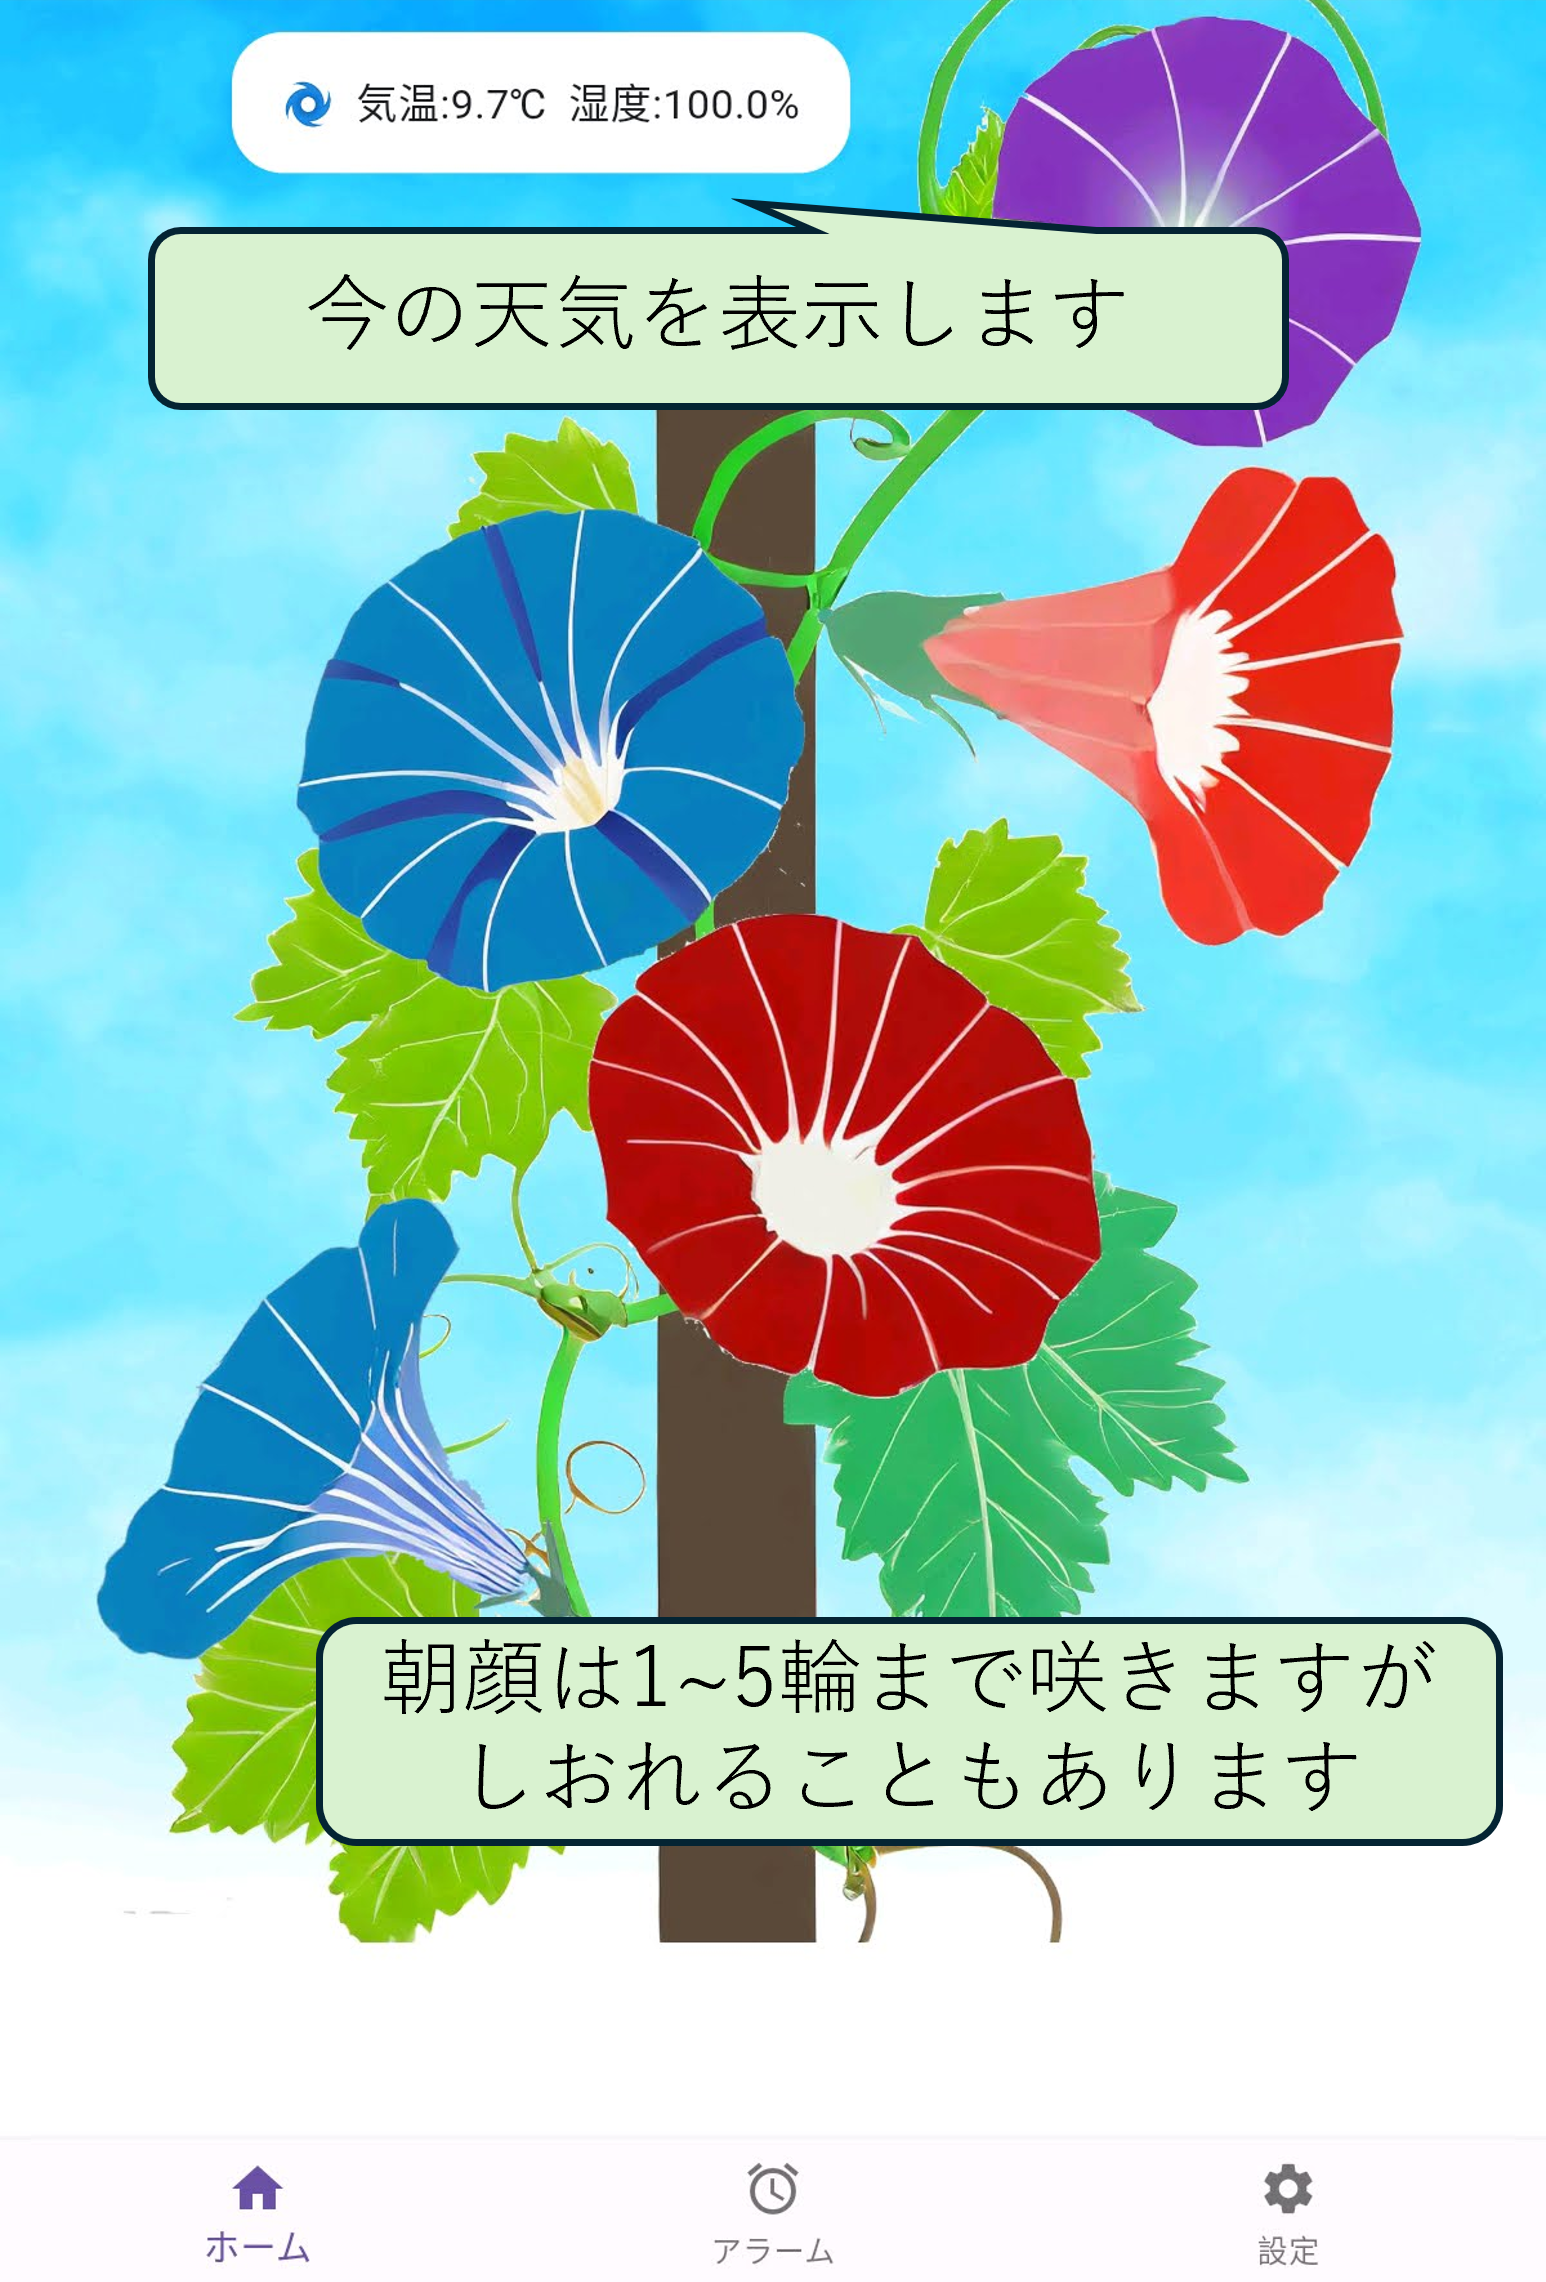 気温:9.7℃ 湿度:100.0%
今の天気を表示します
朝顔は1~5輪まで咲きますが
しおれることもあります
ホーム
アラーム
設定